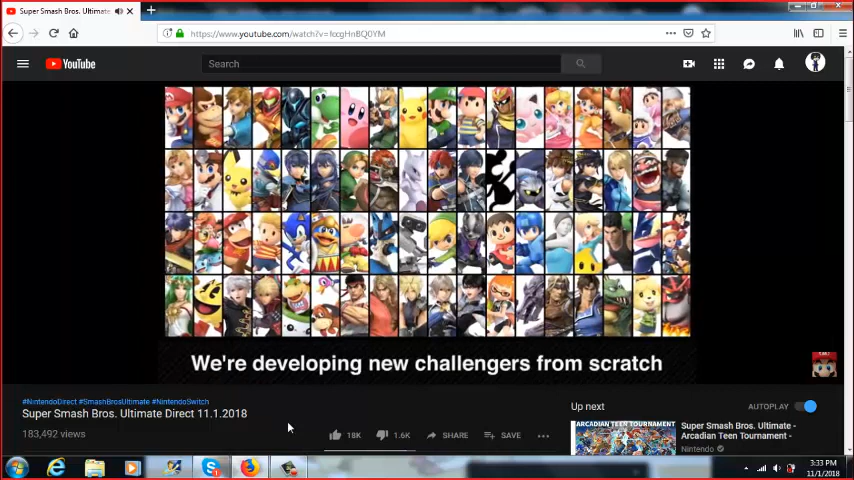 Super Smash Bros. Ultimate
https://www.youtube.com/watch?v=fccgHnBQ0YM
YouTube
Search
We're developing new challengers from scratch
#NintendoDirect #SmashBrosUltimate #NintendoSwitch
Super Smash Bros. Ultimate Direct 11.1.2018
183,492 views
18K
1.6K
SHARE
SAVE
Up next
AUTOPLAY
ARCADIAN TEEN TOURNAMENT
Super Smash Bros. Ultimate -
Arcadian Teen Tournament -
Nintendo
3:33 PM
11/1/2018